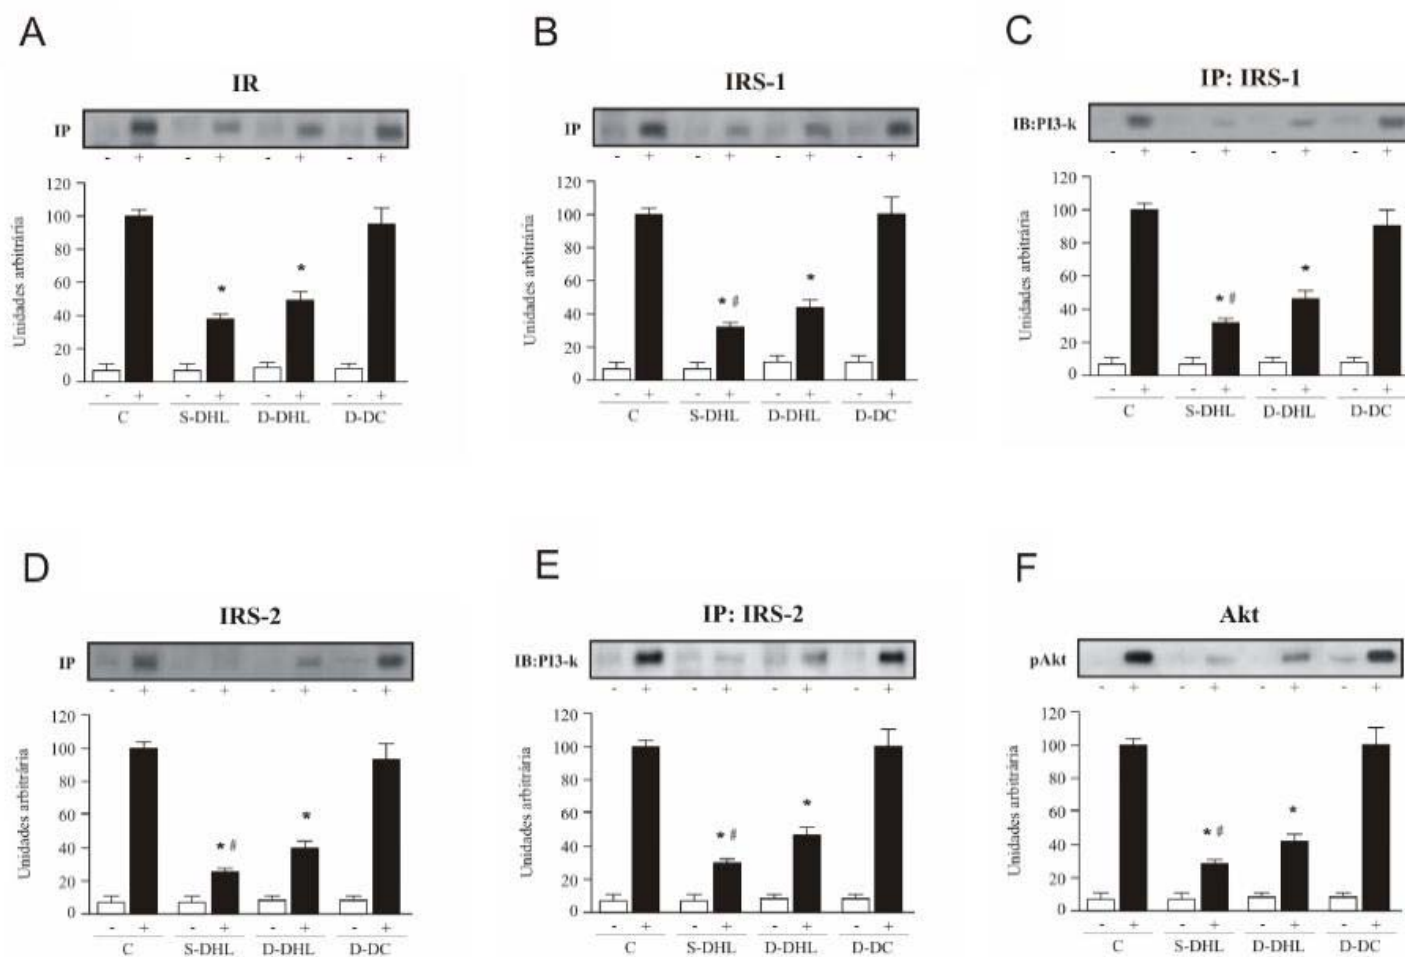 A
IR
IP
- + - + - + - +
Unidades arbitrária
120
100
80
60
40
20
0
* *
- + - + - + - +
C S-DHL D-DHL D-DC
B
IRS-1
IP
- + - + - + - +
Unidades arbitrária
120
100
80
60
40
20
0
* # *
- + - + - + - +
C S-DHL D-DHL D-DC
C
IP: IRS-1
IB:PI3-k
- + - + - + - +
Unidades arbitrária
120
100
80
60
40
20
0
* # *
- + - + - + - +
C S-DHL D-DHL D-DC
D
IRS-2
IP
- + - + - + - +
Unidades arbitrária
120
100
80
60
40
20
0
* # *
- + - + - + - +
C S-DHL D-DHL D-DC
E
IP: IRS-2
IB:PI3-k
- + - + - + - +
Unidades arbitrária
120
100
80
60
40
20
0
* # *
- + - + - + - +
C S-DHL D-DHL D-DC
F
Akt
pAkt
- + - + - + - +
Unidades arbitrária
120
100
80
60
40
20
0
* # *
- + - + - + - +
C S-DHL D-DHL D-DC